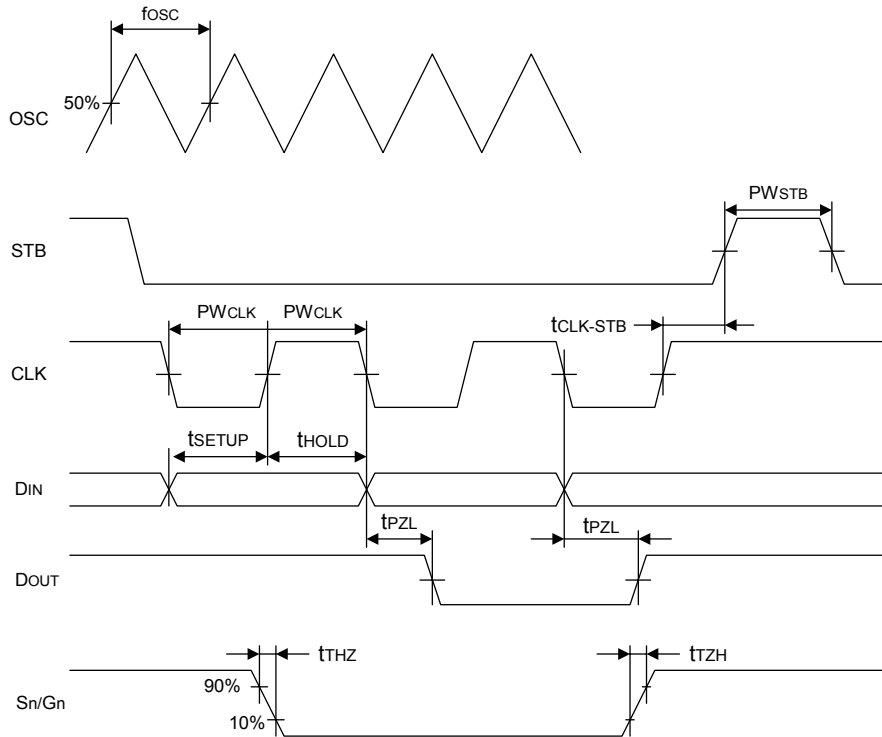 fOSC
50%
OSC
PWSTB
STB
PWCLK PWCLK
tCLK-STB
CLK
tSETUP tHOLD
DIN
tPZL tPZL
DOUT
tTHZ tTZH
90%
Sn/Gn
10%